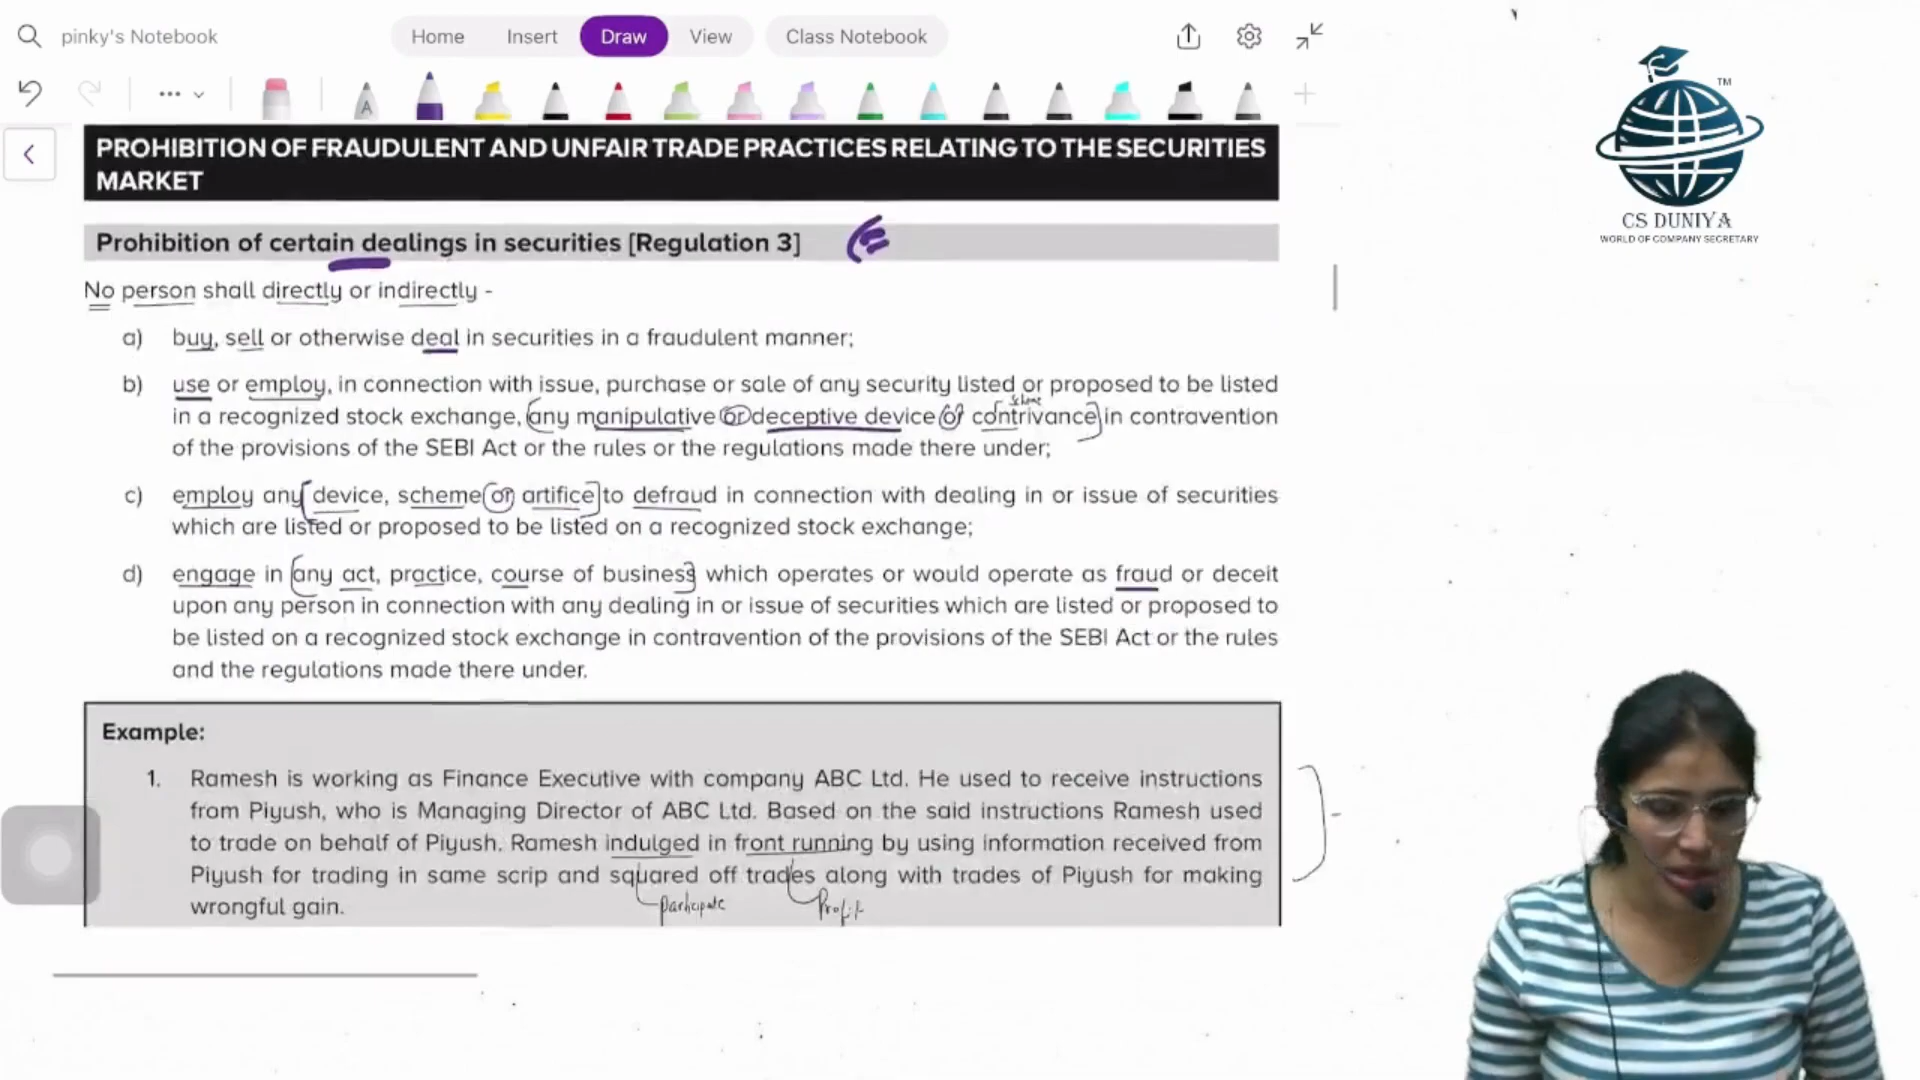 pinky's Notebook
Home Insert Draw View Class Notebook
A
PROHIBITION OF FRAUDULENT AND UNFAIR TRADE PRACTICES RELATING TO THE SECURITIES
MARKET
Prohibition of certain dealings in securities [Regulation 3]
No person shall directly or indirectly -
a) buy, sell or otherwise deal in securities in a fraudulent manner;
b) use or employ, in connection with issue, purchase or sale of any security listed or proposed to be listed
scheme
in a recognized stock exchange, any manipulative or deceptive device or contrivance in contravention
of the provisions of the SEBI Act or the rules or the regulations made there under;
c) employ any device, scheme or artifice to defraud in connection with dealing in or issue of securities
which are listed or proposed to be listed on a recognized stock exchange;
d) engage in any act, practice, course of business which operates or would operate as fraud or deceit
upon any person in connection with any dealing in or issue of securities which are listed or proposed to
be listed on a recognized stock exchange in contravention of the provisions of the SEBI Act or the rules
and the regulations made there under.
Example:
1. Ramesh is working as Finance Executive with company ABC Ltd. He used to receive instructions
from Piyush, who is Managing Director of ABC Ltd. Based on the said instructions Ramesh used
to trade on behalf of Piyush. Ramesh indulged in front running by using information received from
Piyush for trading in same scrip and squared off trades along with trades of Piyush for making
wrongful gain.
Participate Profit
TM
CS DUNIYA
WORLD OF COMPANY SECRETARY